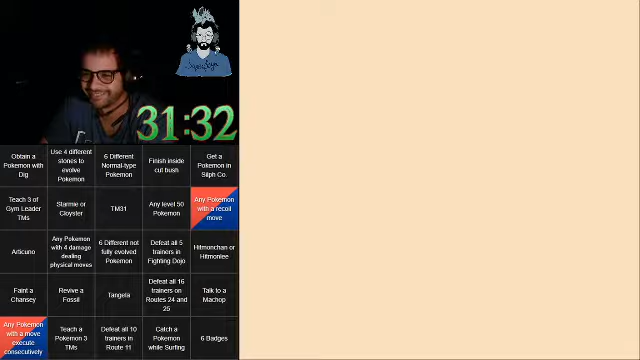 31:32
Obtain a
Pokemon with
Dig
Use 4 different
stones to
evolve
Pokemon
6 Different
Normal-type
Pokemon
Finish inside
cut bush
Get a
Pokemon in
Silph Co.
Teach 3 of
Gym Leader
TMs
Starmie or
Cloyster
TM31
Any level 50
Pokemon
Any Pokemon
with a recoil
move
Articuno
Any Pokemon
with 4 damage
dealing
physical moves
6 Different not
fully evolved
Pokemon
Defeat all 5
trainers in
Fighting Dojo
Hitmonchan or
Hitmonlee
Faint a
Chansey
Revive a
Fossil
Tangela
Defeat all 16
trainers on
Routes 24 and
25
Talk to a
Machop
Any Pokemon
with a move
execute
consecutively
Teach a
Pokemon 3
TMs
Defeat all 10
trainers in
Route 11
Catch a
Pokemon
while Surfing
6 Badges